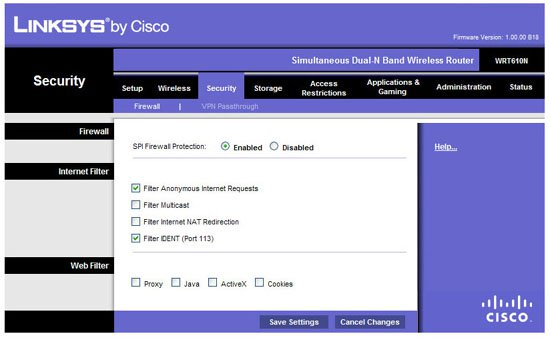 LINKSYS® by Cisco
Firmware Version: 1.00.00 B18
Simultaneous Dual-N Band Wireless Router WRT610N
Security
Setup Wireless Security Storage Access Restrictions Applications & Gaming Administration Status
Firewall | VPN Passthrough
Firewall
SPI Firewall Protection: Enabled Disabled
Help...
Internet Filter
Filter Anonymous Internet Requests
Filter Multicast
Filter Internet NAT Redirection
Filter IDENT (Port 113)
Web Filter
Proxy Java ActiveX Cookies
Save Settings Cancel Changes
CISCO.